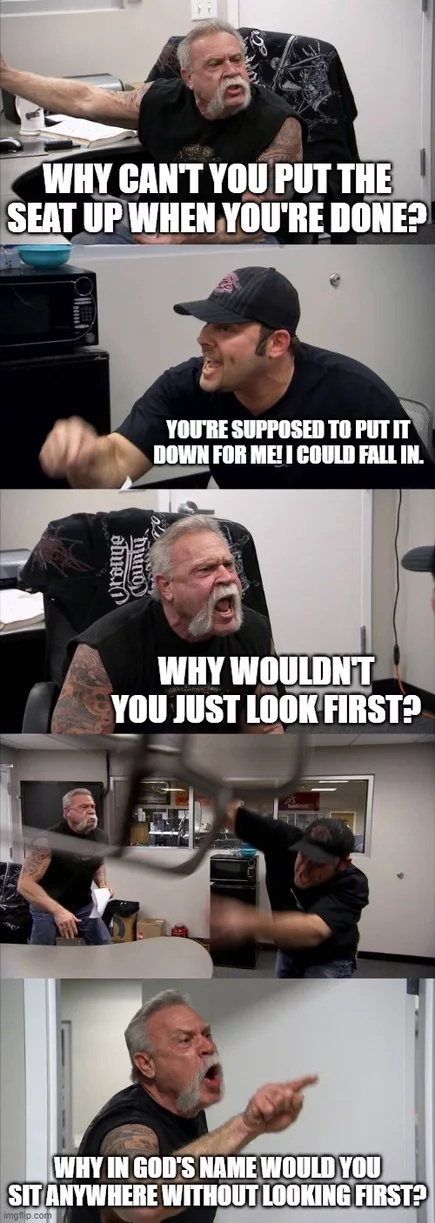 WHY CAN'T YOU PUT THE
SEAT UP WHEN YOU'RE DONE?
YOU'RE SUPPOSED TO PUT IT
DOWN FOR ME! I COULD FALL IN.
Orange
County
WHY WOULDN'T
YOU JUST LOOK FIRST?
WHY IN GOD'S NAME WOULD YOU
SIT ANYWHERE WITHOUT LOOKING FIRST?
imgflip.com